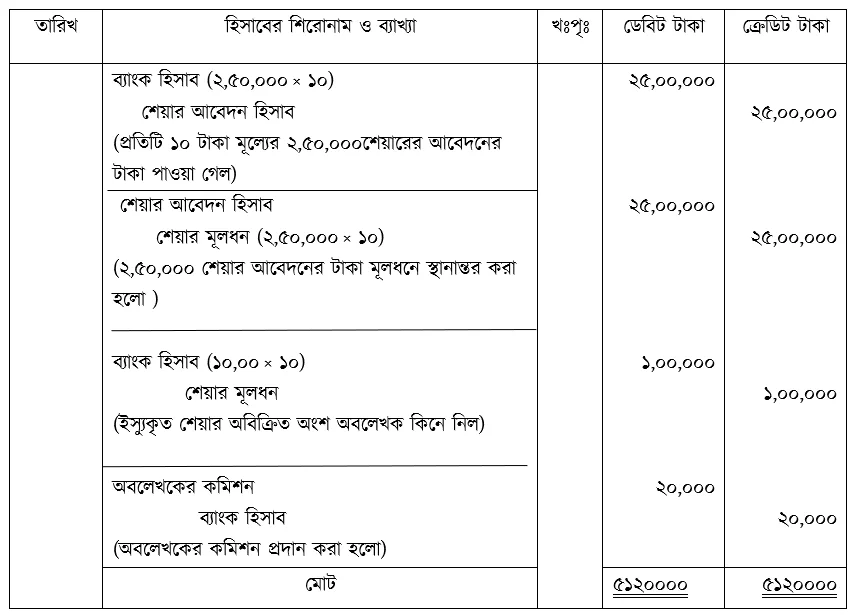 তারিখ হিসাবের শিরোনাম ও ব্যাখ্যা খঃপৃঃ ডেবিট টাকা ক্রেডিট টাকা
ব্যাংক হিসাব (২,৫০,০০০ × ১০) ২৫,০০,০০০
শেয়ার আবেদন হিসাব ২৫,০০,০০০
(প্রতিটি ১০ টাকা মূল্যের ২,৫০,০০০শেয়ারের আবেদনের
টাকা পাওয়া গেল)
শেয়ার আবেদন হিসাব ২৫,০০,০০০
শেয়ার মূলধন (২,৫০,০০০ × ১০) ২৫,০০,০০০
(২,৫০,০০০ শেয়ার আবেদনের টাকা মূলধনে স্থানান্তর করা
হলো )
ব্যাংক হিসাব (১০,০০ × ১০) ১,০০,০০০
শেয়ার মূলধন ১,০০,০০০
(ইস্যুকৃত শেয়ার অবিক্রিত অংশ অবলেখক কিনে নিল)
অবলেখকের কমিশন ২০,০০০
ব্যাংক হিসাব ২০,০০০
(অবলেখকের কমিশন প্রদান করা হলো)
মোট ৫১২০০০০ ৫১২০০০০